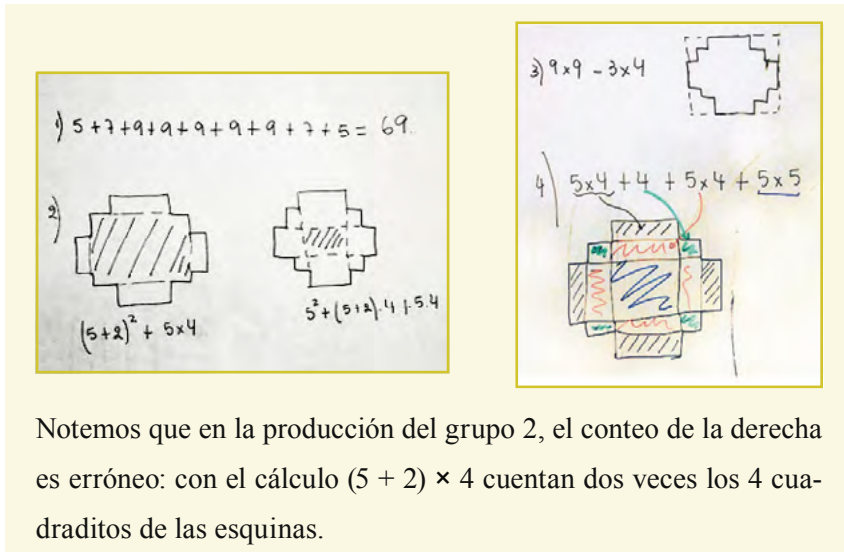 1) 5+7+9+9+9+9+9+7+5 = 69.
2)
(5+2)² + 5x4
5² + (5+2).4 + 5.4
3) 9x9 - 3x4
4) 5x4 + 4 + 5x4 + 5x5
Notemos que en la producción del grupo 2, el conteo de la derecha
es erróneo: con el cálculo (5 + 2) × 4 cuentan dos veces los 4 cua-
draditos de las esquinas.